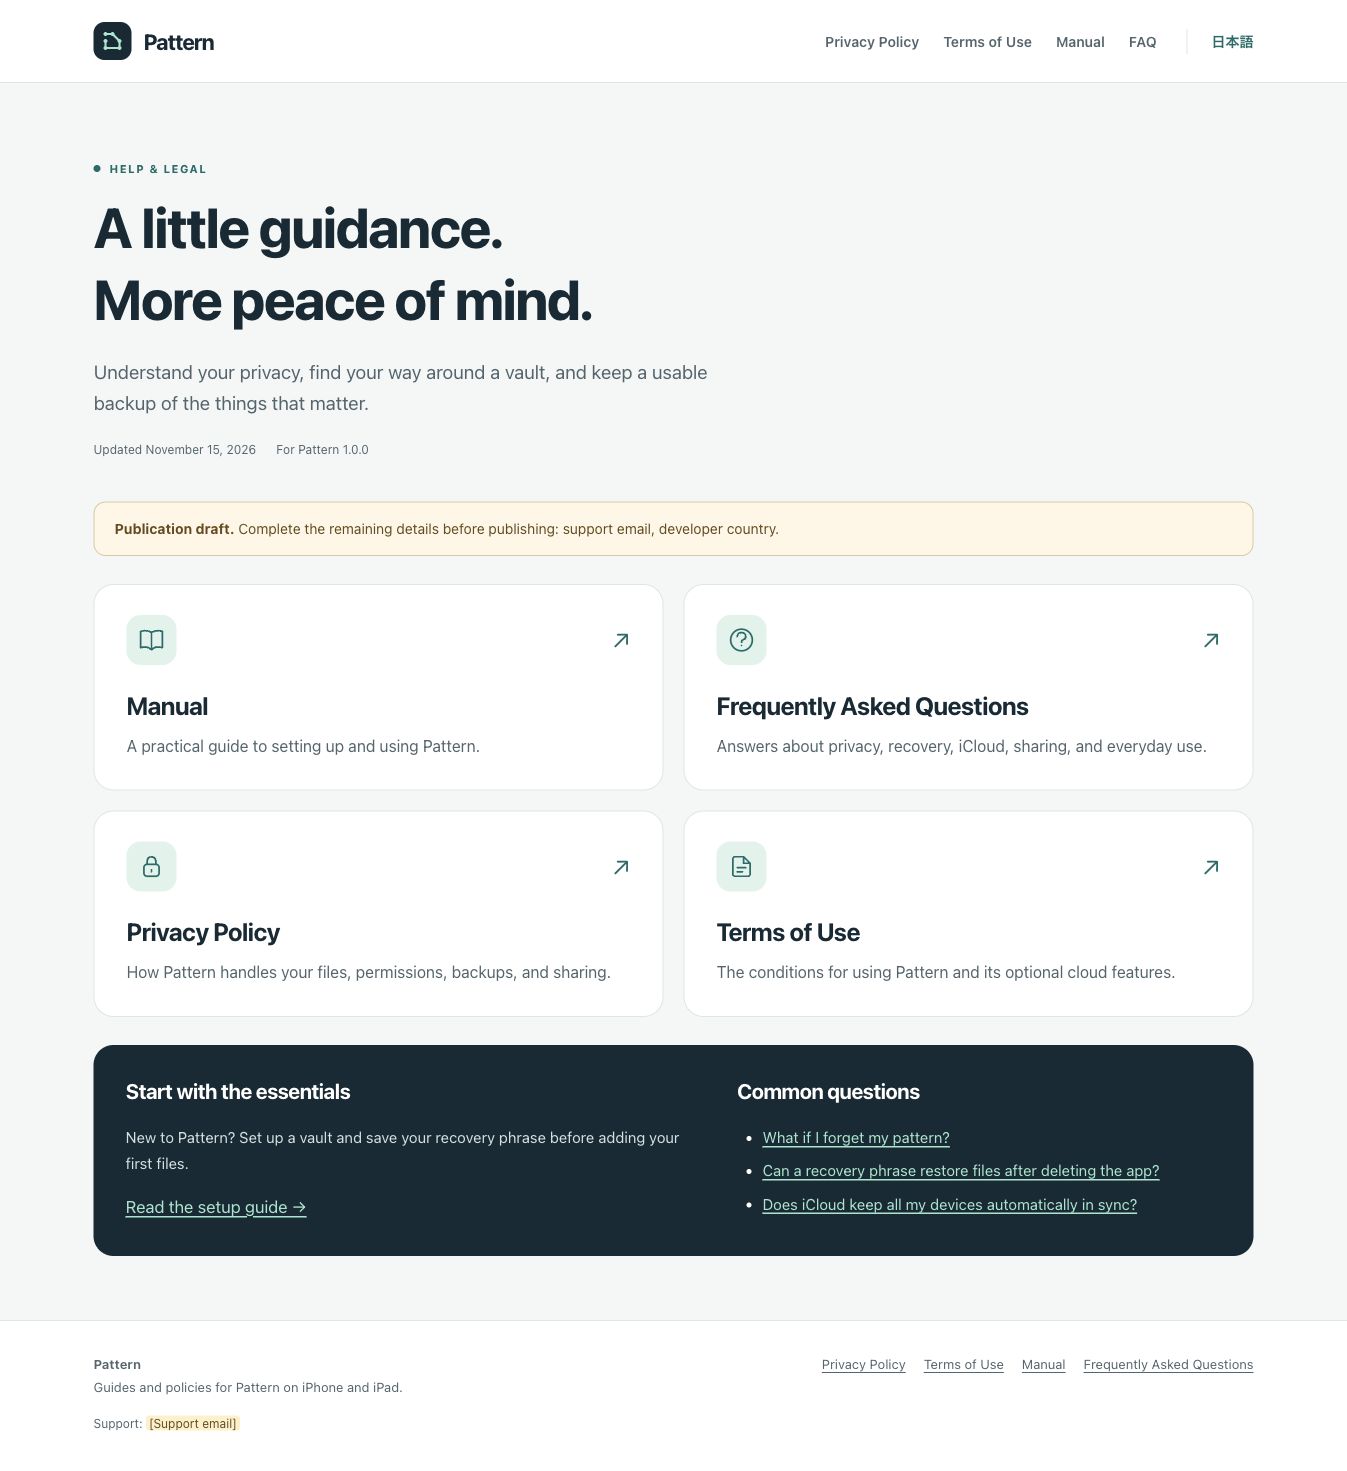 Pattern
Privacy Policy
Terms of Use
Manual
FAQ
日本語
HELP & LEGAL
A little guidance.
More peace of mind.
Understand your privacy, find your way around a vault, and keep a usable
backup of the things that matter.
Updated November 15, 2026
For Pattern 1.0.0
Publication draft. Complete the remaining details before publishing: support email, developer country.
Manual
A practical guide to setting up and using Pattern.
Frequently Asked Questions
Answers about privacy, recovery, iCloud, sharing, and everyday use.
Privacy Policy
How Pattern handles your files, permissions, backups, and sharing.
Terms of Use
The conditions for using Pattern and its optional cloud features.
Start with the essentials
New to Pattern? Set up a vault and save your recovery phrase before adding your
first files.
Read the setup guide →
Common questions
What if I forget my pattern?
Can a recovery phrase restore files after deleting the app?
Does iCloud keep all my devices automatically in sync?
Pattern
Guides and policies for Pattern on iPhone and iPad.
Support: [Support email]
Privacy Policy
Terms of Use
Manual
Frequently Asked Questions